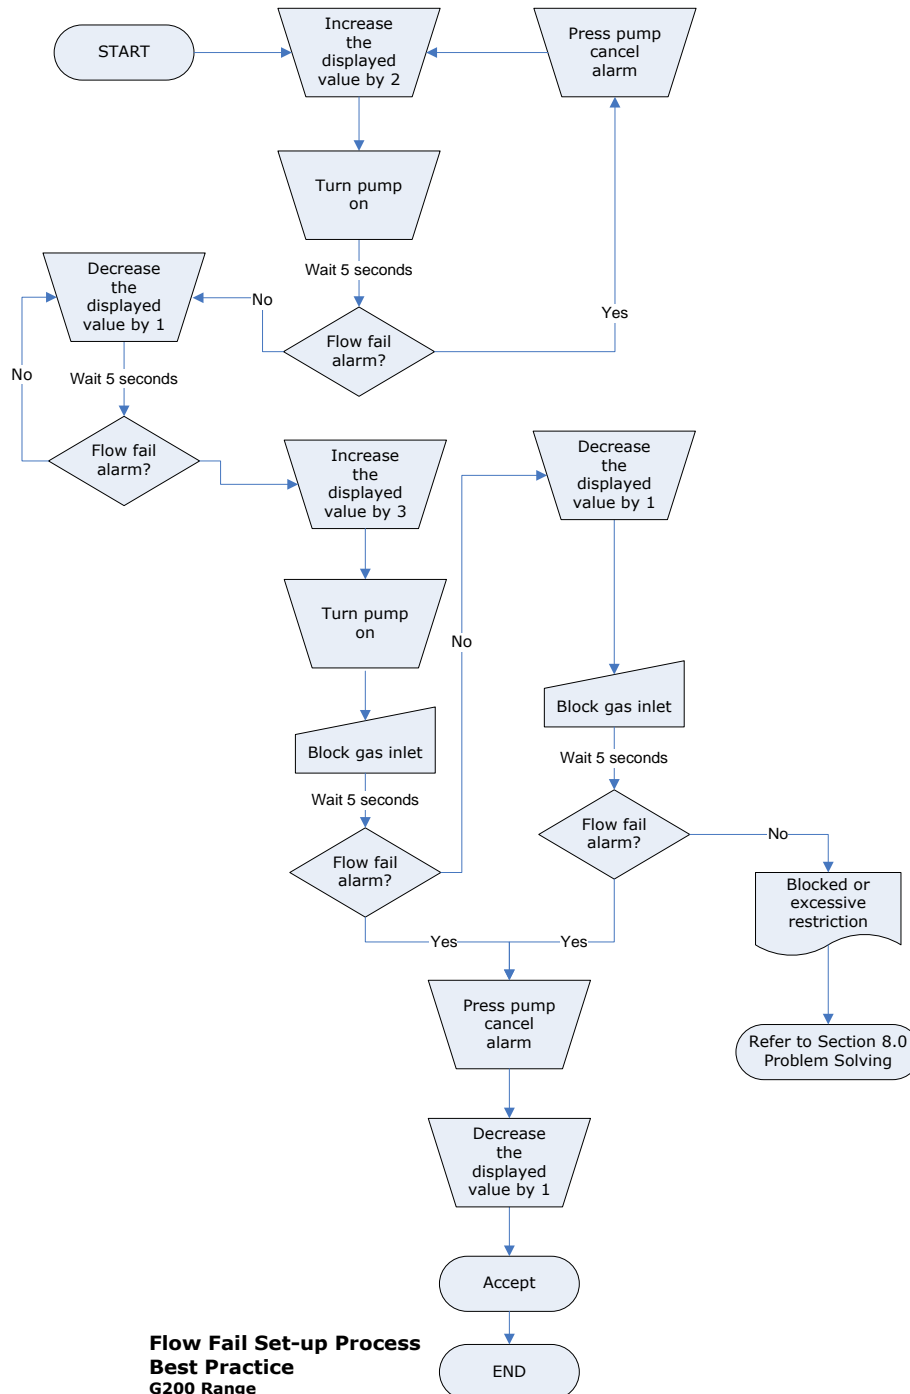 START
Increase
the
displayed
value by 2
Press pump
cancel
alarm
Turn pump
on
Wait 5 seconds
Decrease
the
displayed
value by 1
No
Yes
Flow fail
alarm?
No
Wait 5 seconds
Flow fail
alarm?
Increase
the
displayed
value by 3
Decrease
the
displayed
value by 1
Turn pump
on
No
Block gas inlet
Block gas inlet
Wait 5 seconds
Wait 5 seconds
Flow fail
alarm?
Flow fail
alarm?
No
Blocked or
excessive
restriction
Yes
Yes
Press pump
cancel
alarm
Refer to Section 8.0
Problem Solving
Decrease
the
displayed
value by 1
Accept
Flow Fail Set-up Process
Best Practice
G200 Range
END